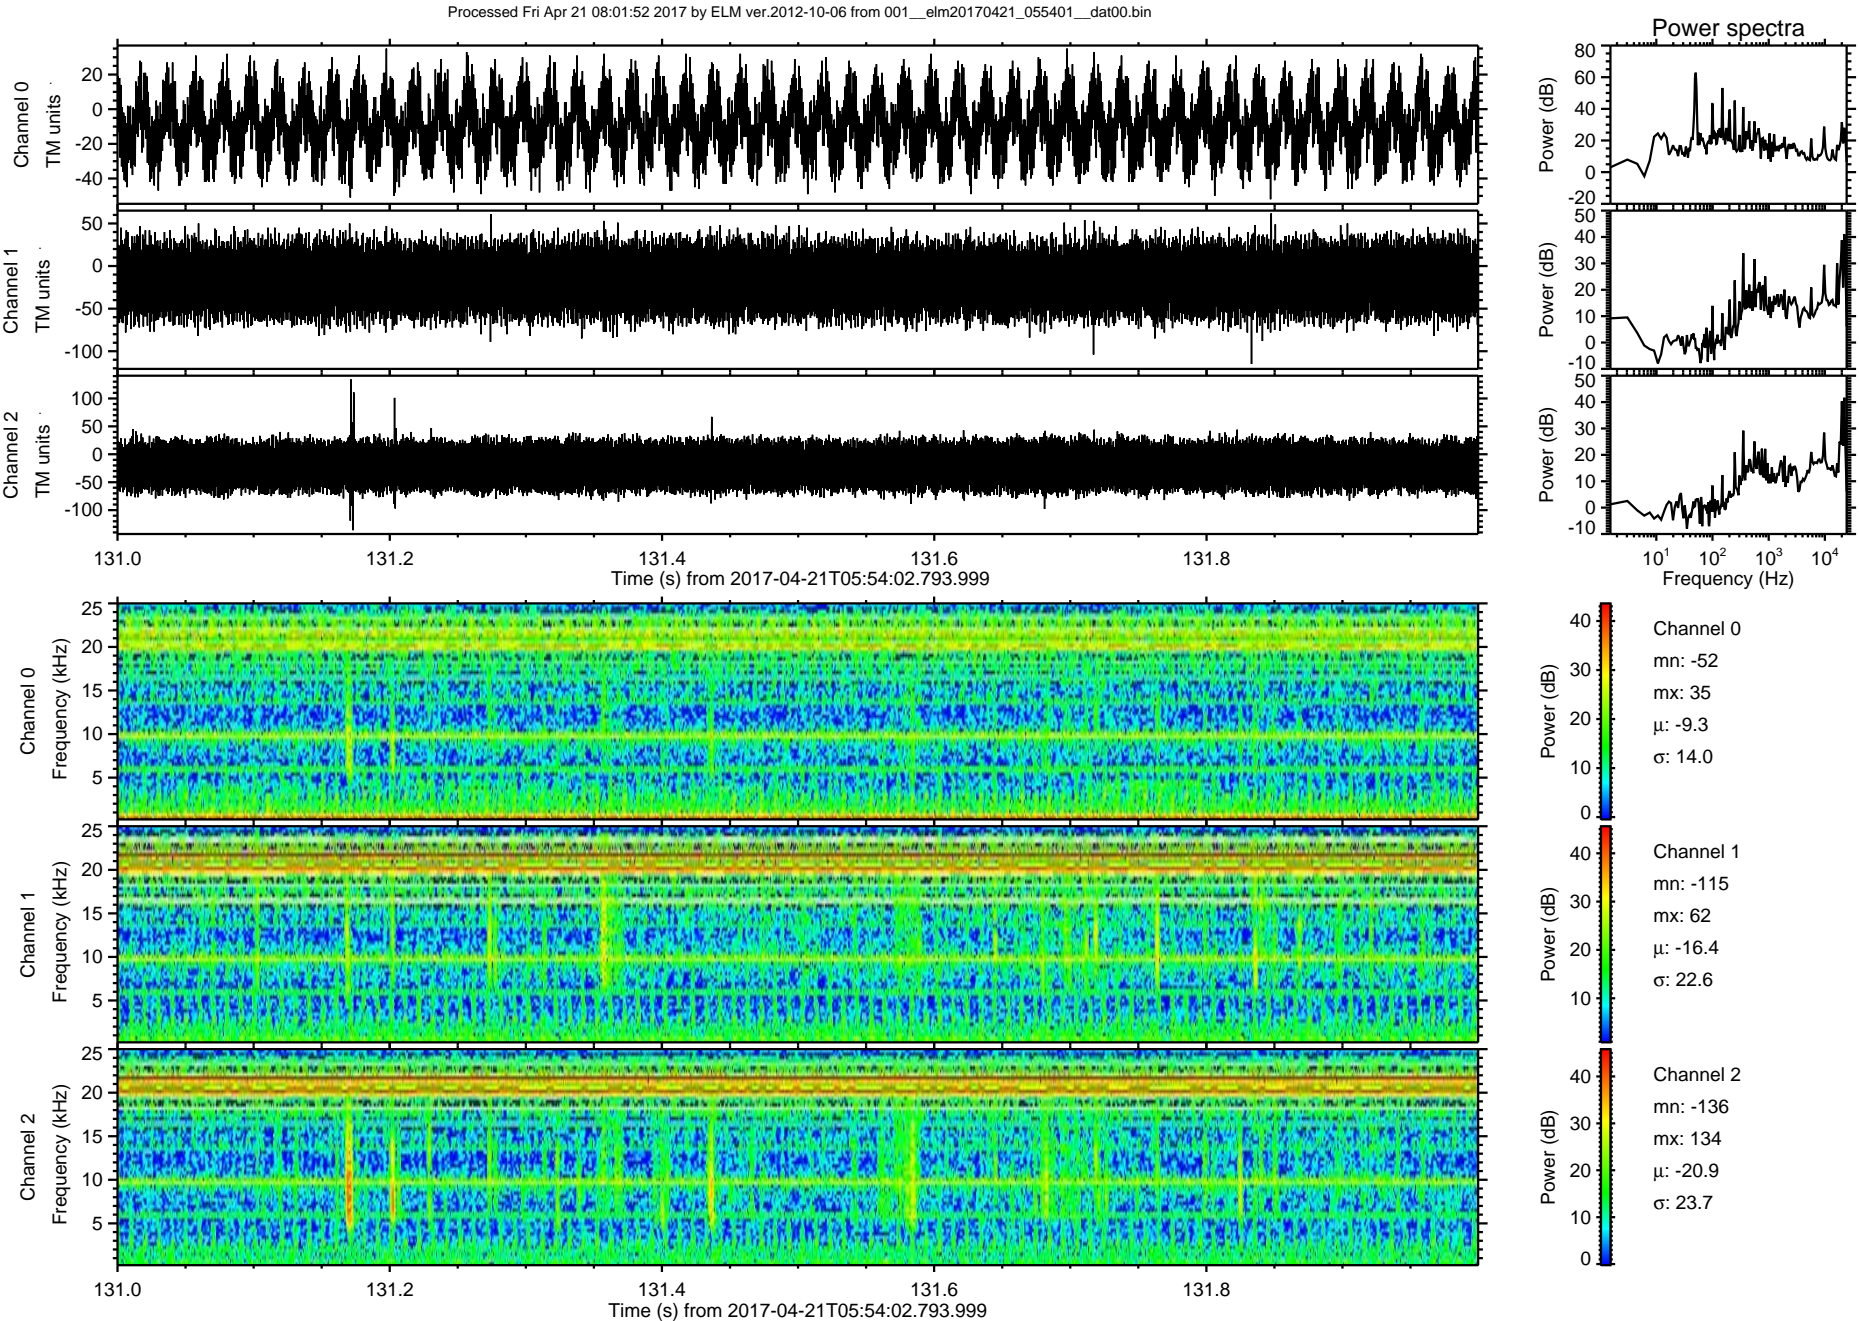 Processed Fri Apr 21 08:01:52 2017 by ELM ver.2012-10-06 from 001__elm20170421_055401__dat00.bin
Power spectra
Channel 0
TM units
20
0
-20
-40
Power (dB)
80
60
40
20
0
-20
Channel 1
TM units
50
0
-50
-100
Power (dB)
50
40
30
20
10
0
-10
Channel 2
TM units
100
50
0
-50
-100
Power (dB)
50
40
30
20
10
0
-10
131.0 131.2 131.4 131.6 131.8
Time (s) from 2017-04-21T05:54:02.793.999
10^1 10^2 10^3 10^4
Frequency (Hz)
Channel 0
Frequency (kHz)
25
20
15
10
5
Power (dB)
40
30
20
10
0
Channel 0
mn: -52
mx: 35
µ: -9.3
σ: 14.0
Channel 1
Frequency (kHz)
25
20
15
10
5
Power (dB)
40
30
20
10
Channel 1
mn: -115
mx: 62
µ: -16.4
σ: 22.6
Channel 2
Frequency (kHz)
25
20
15
10
5
Power (dB)
40
30
20
10
0
Channel 2
mn: -136
mx: 134
µ: -20.9
σ: 23.7
131.0 131.2 131.4 131.6 131.8
Time (s) from 2017-04-21T05:54:02.793.999